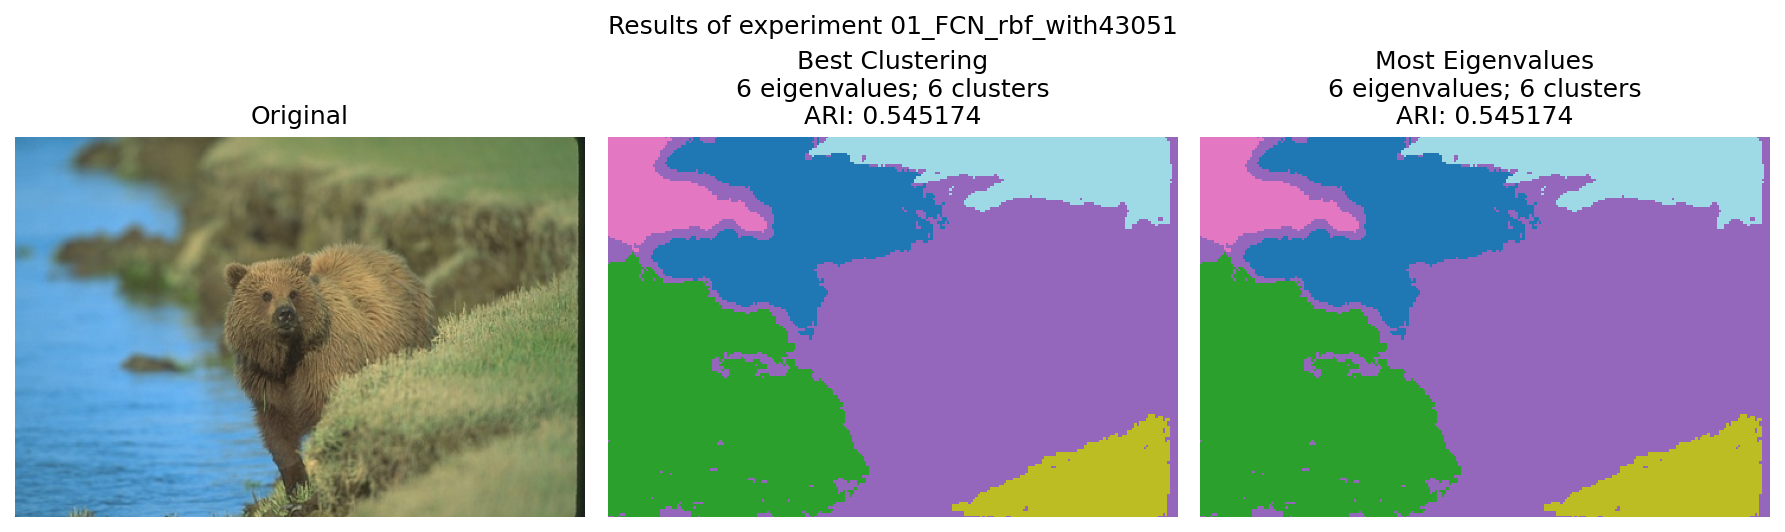 Results of experiment 01_FCN_rbf_with43051
Original
Best Clustering
6 eigenvalues; 6 clusters
ARI: 0.545174
Most Eigenvalues
6 eigenvalues; 6 clusters
ARI: 0.545174